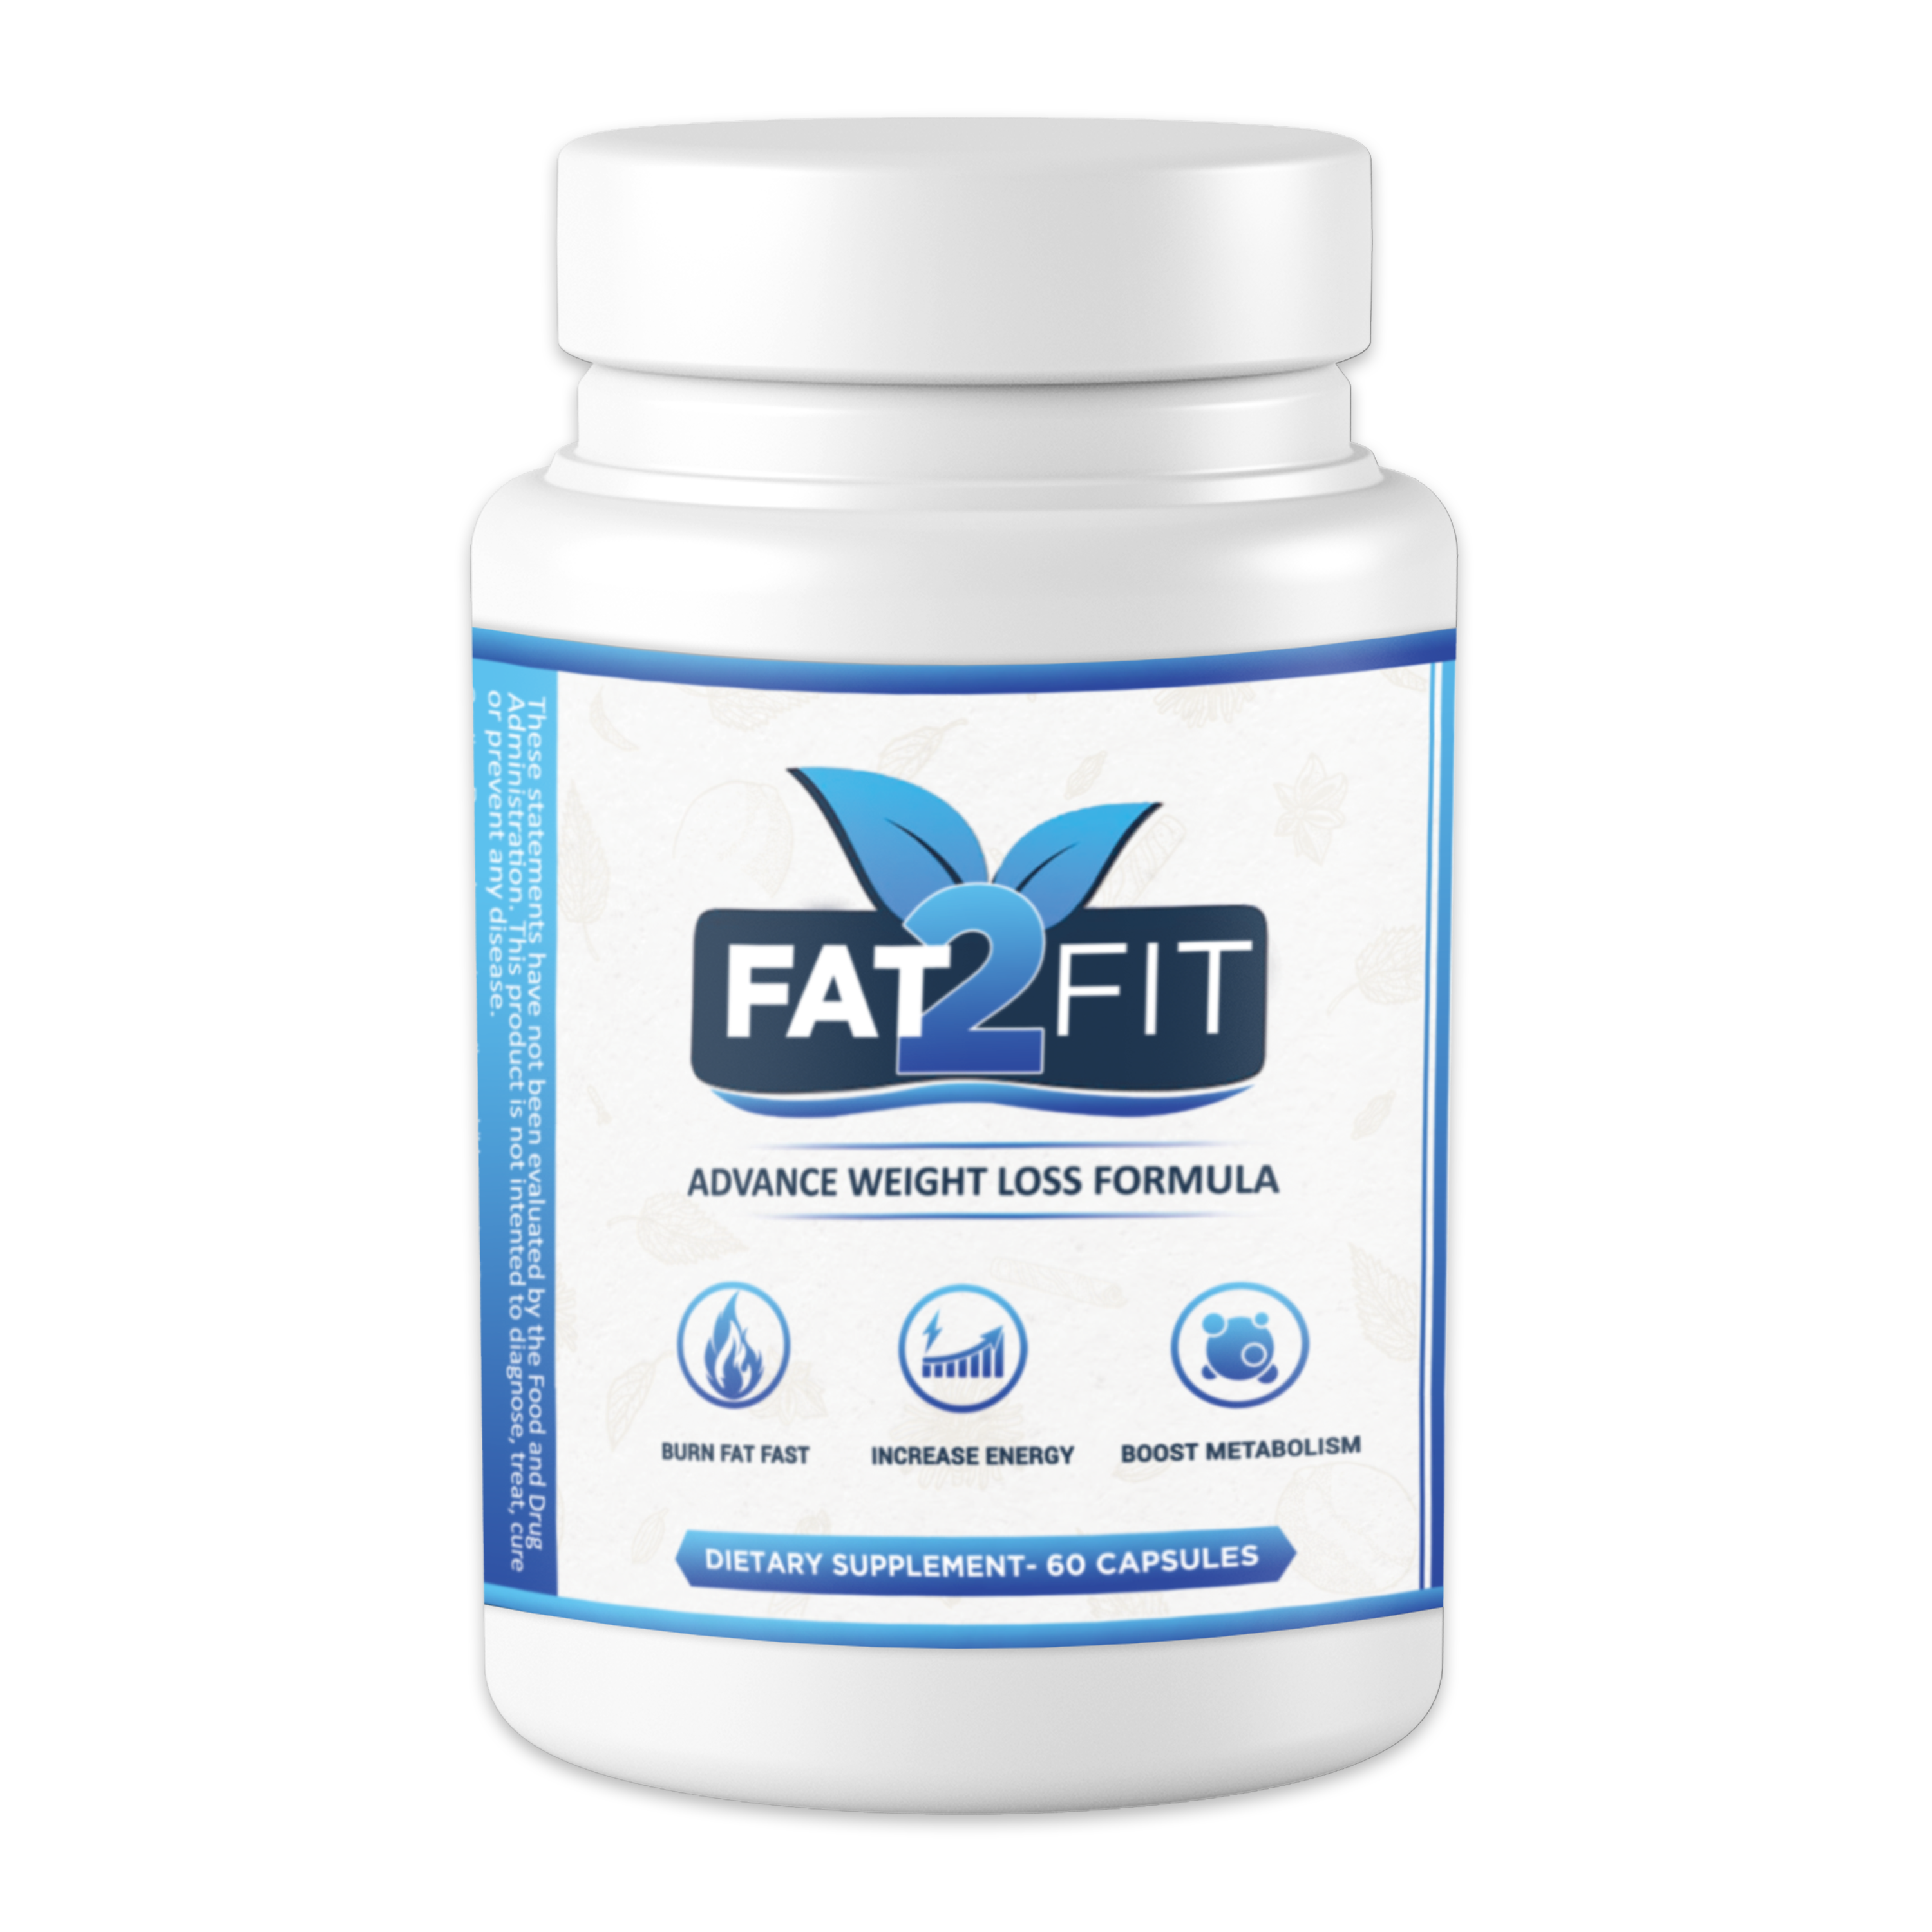 FAT2FIT
ADVANCE WEIGHT LOSS FORMULA
BURN FAT FAST
INCREASE ENERGY
BOOST METABOLISM
DIETARY SUPPLEMENT- 60 CAPSULES
These statements have not been evaluated by the Food and Drug
Administration. This product is not intented to diagnose, treat, cure
or prevent any disease.